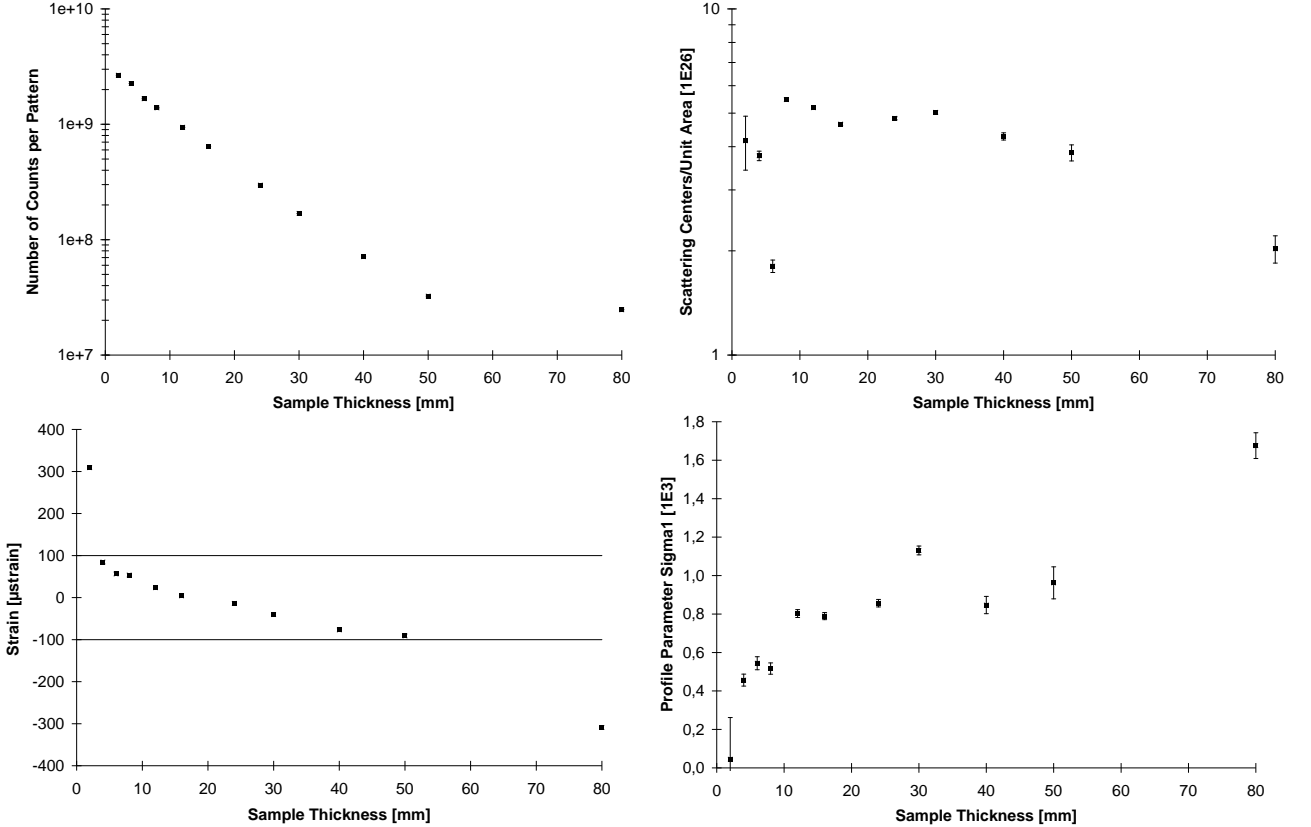 1e+10
1e+9
1e+8
1e+7
Number of Counts per Pattern
0 10 20 30 40 50 60 70 80
Sample Thickness [mm]
10
1
Scattering Centers/Unit Area [1E26]
0 10 20 30 40 50 60 70 80
Sample Thickness [mm]
400
300
200
100
0
-100
-200
-300
-400
Strain [µstrain]
0 10 20 30 40 50 60 70 80
Sample Thickness [mm]
1,8
1,6
1,4
1,2
1,0
0,8
0,6
0,4
0,2
0,0
Profile Parameter Sigma1 [1E3]
0 10 20 30 40 50 60 70 80
Sample Thickness [mm]